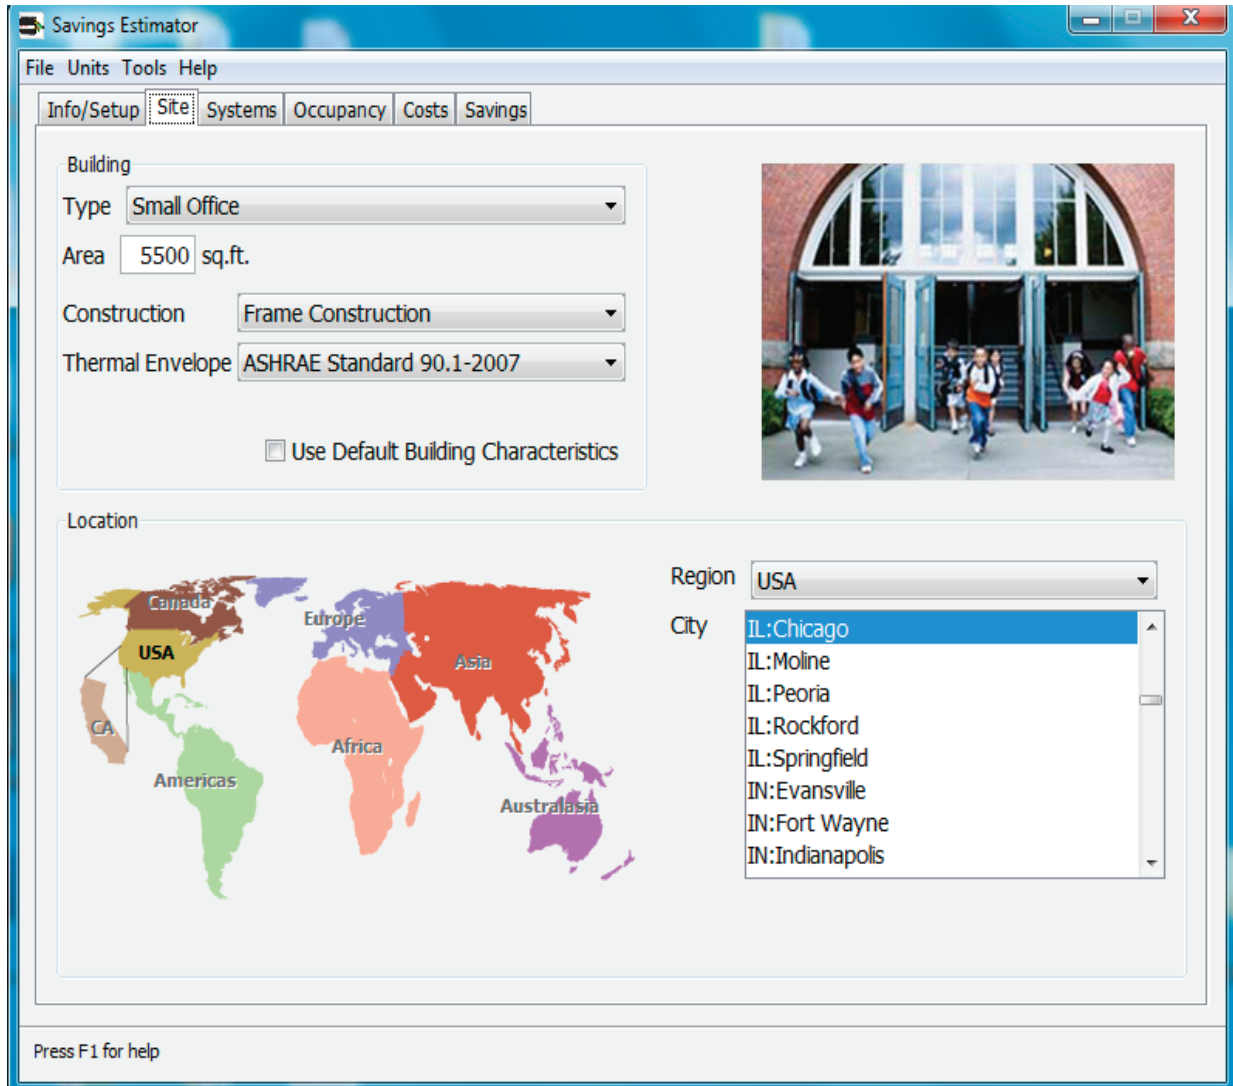 Savings Estimator
File Units Tools Help
Info/Setup Site Systems Occupancy Costs Savings
Building
Type Small Office
Area 5500 sq.ft.
Construction Frame Construction
Thermal Envelope ASHRAE Standard 90.1-2007
Use Default Building Characteristics
Location
Canada
Europe
USA
Asia
CA
Africa
Americas
Australasia
Region USA
City IL:Chicago
IL:Moline
IL:Peoria
IL:Rockford
IL:Springfield
IN:Evansville
IN:Fort Wayne
IN:Indianapolis
Press F1 for help